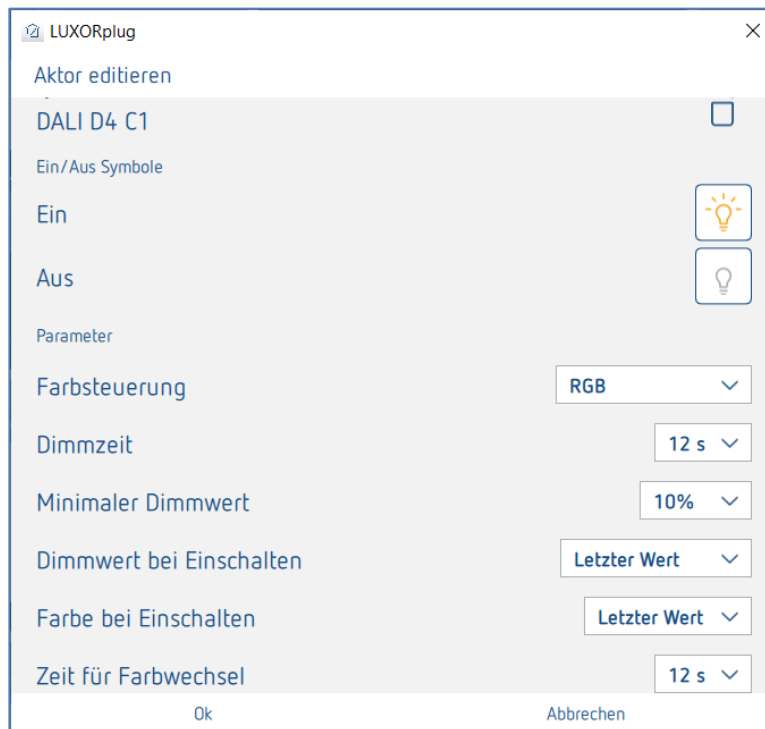 LUXORplug
Aktor editieren
DALI D4 C1
Ein/Aus Symbole
Ein
Aus
Parameter
Farbsteuerung RGB
Dimmzeit 12 s
Minimaler Dimmwert 10%
Dimmwert bei Einschalten Letzter Wert
Farbe bei Einschalten Letzter Wert
Zeit für Farbwechsel 12 s
Ok Abbrechen